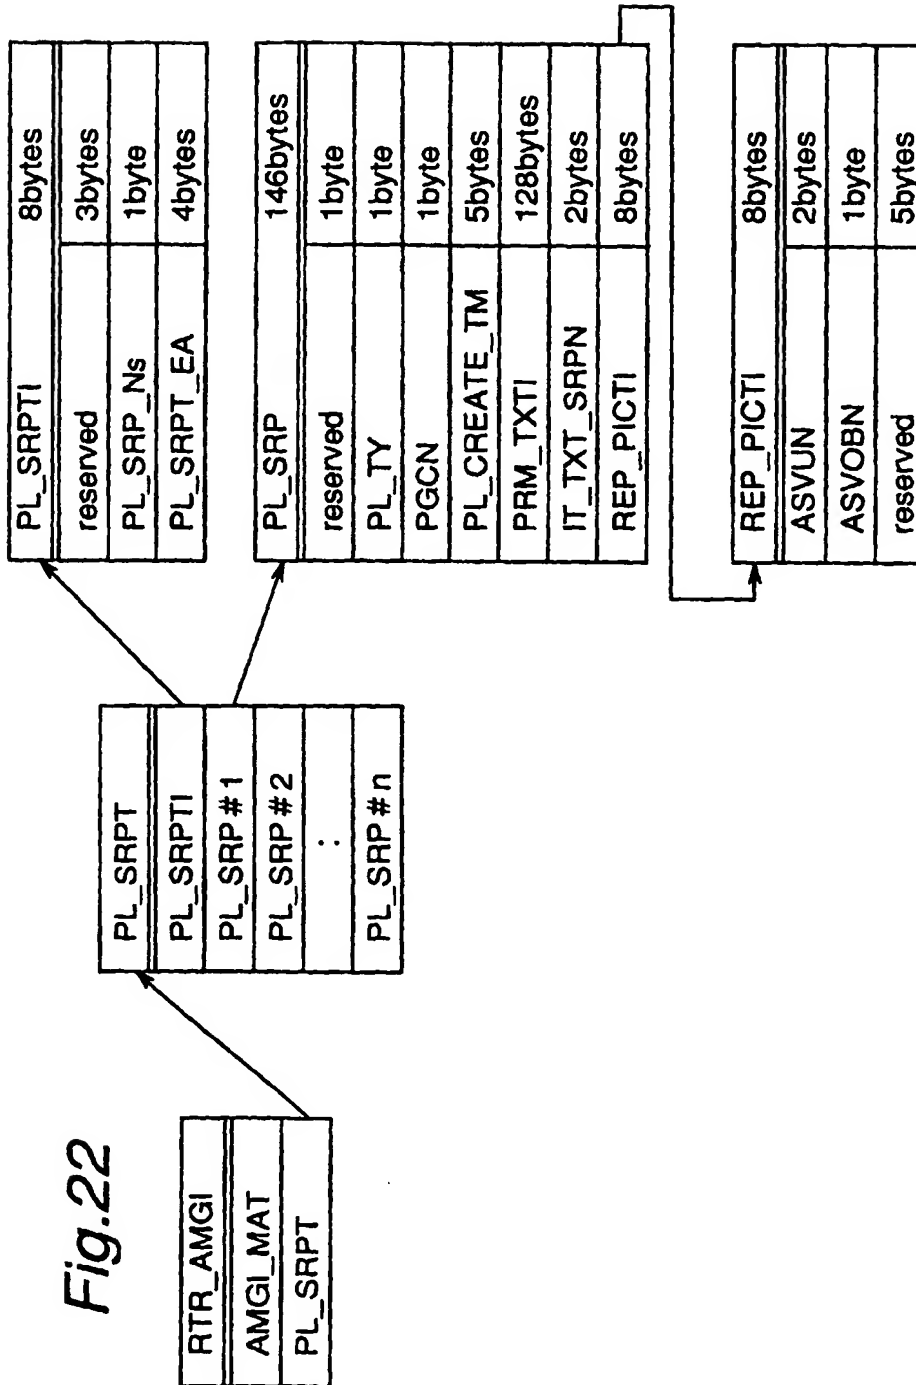 Fig.22
RTR_AMGI
AMGI_MAT
PL_SRPT
PL_SRPT
PL_SRPTI
PL_SRP#1
PL_SRP#2
:
PL_SRP#n
PL_SRPTI 8bytes
reserved 3bytes
PL_SRP_Ns 1byte
PL_SRPT_EA 4bytes
PL_SRP 146bytes
reserved 1byte
PL_TY 1byte
PGCN 1byte
PL_CREATE_TM 5bytes
PRM_TXTI 128bytes
IT_TXT_SRPN 2bytes
REP_PICTI 8bytes
REP_PICTI 8bytes
ASVUN 2bytes
ASVOBN 1byte
reserved 5bytes